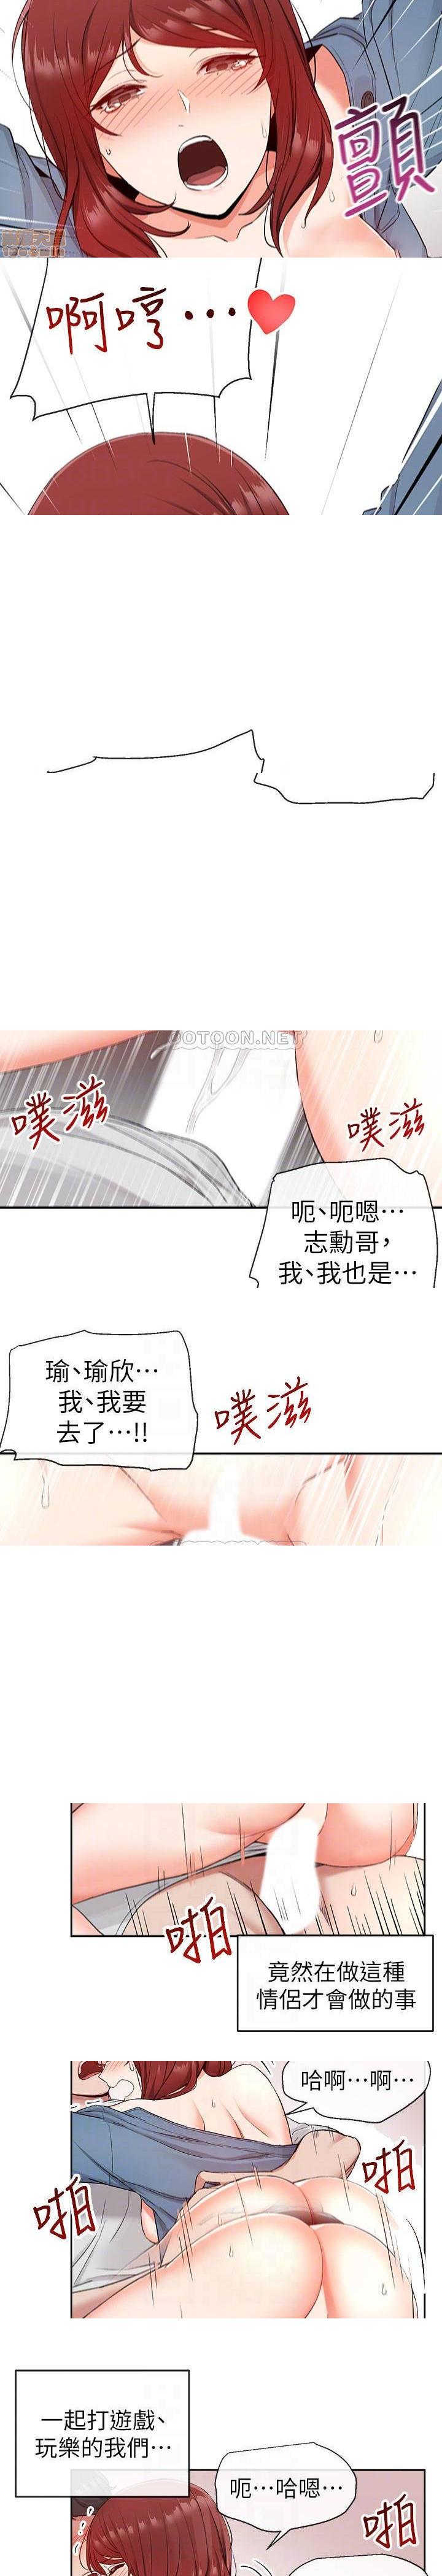 顫
啊哼…
DOTOON.NET
噗滋
噗滋
呃、呃嗯…
志勳哥，
我、我也是…
瑜、瑜欣…
我、我要
去了…!!
噗滋
啪
竟然在做這種
情侶才會做的事
哈啊…啊…
啪
啪
一起打遊戲、
玩樂的我們…
呃…哈嗯…
啪